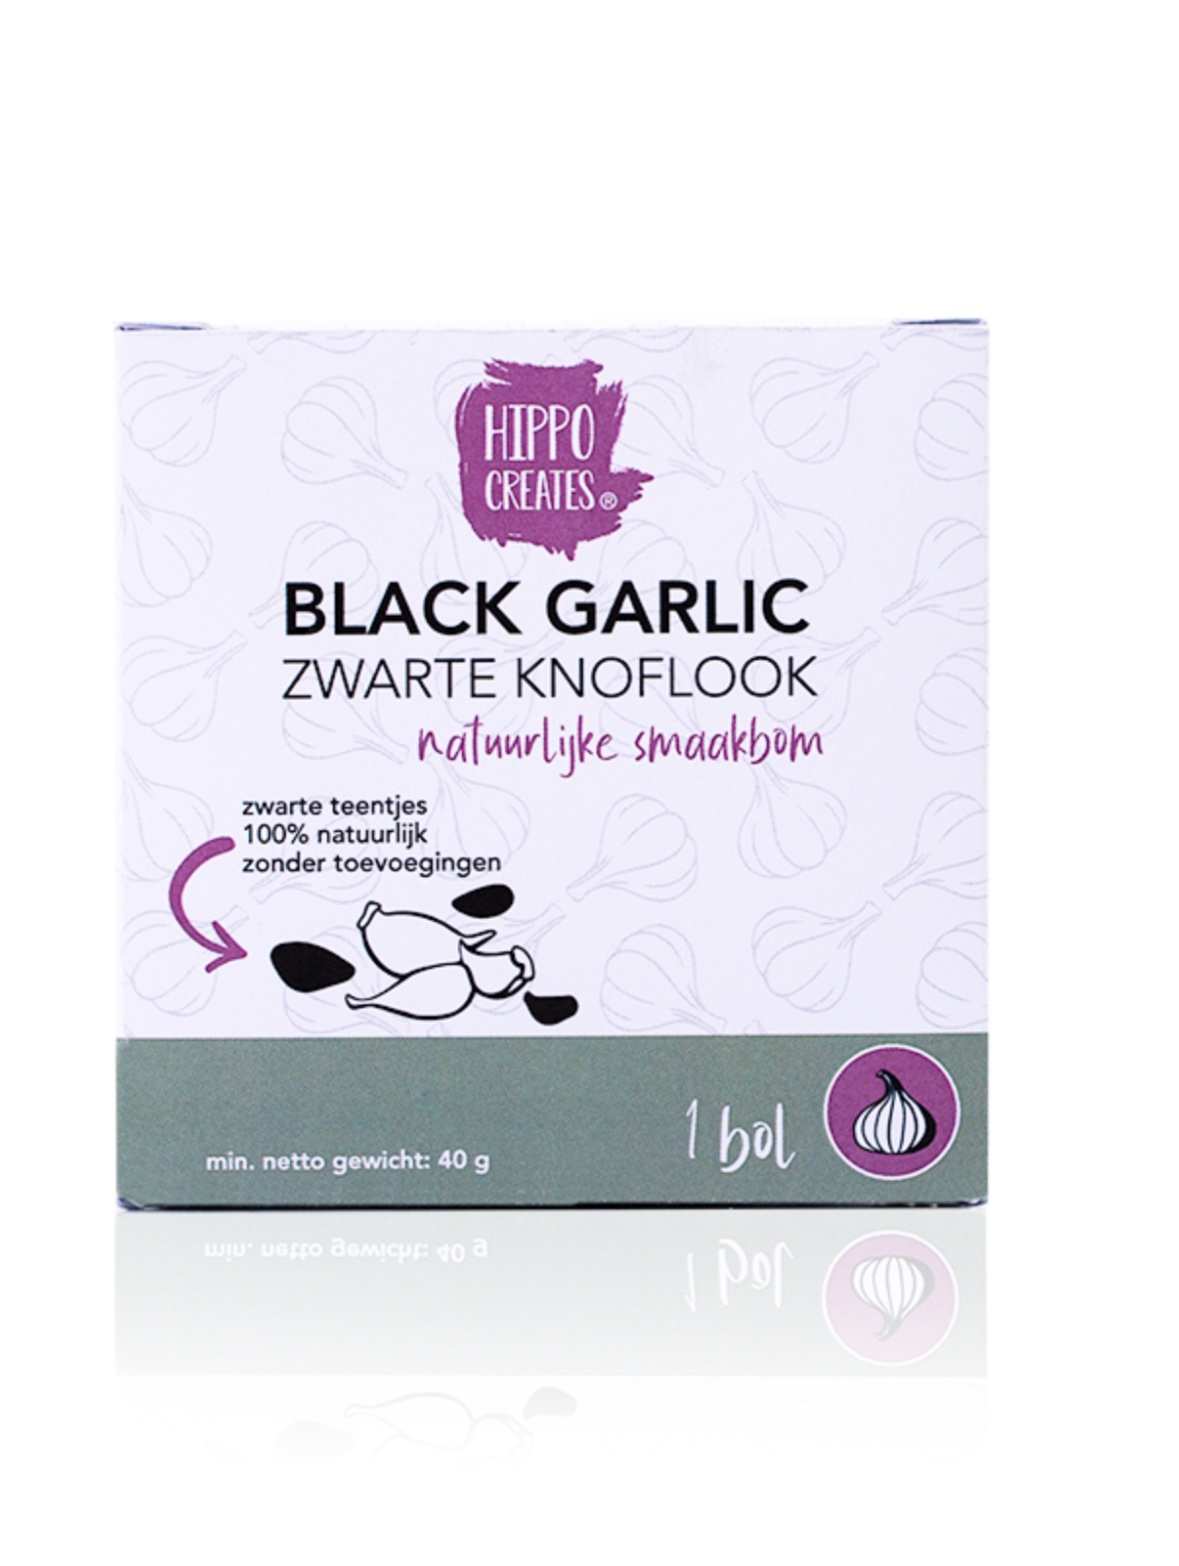 HIPPO
CREATES®
BLACK GARLIC
ZWARTE KNOFLOOK
natuurlijke smaakbom
zwarte teentjes
100% natuurlijk
zonder toevoegingen
1 bol
min. netto gewicht: 40 g